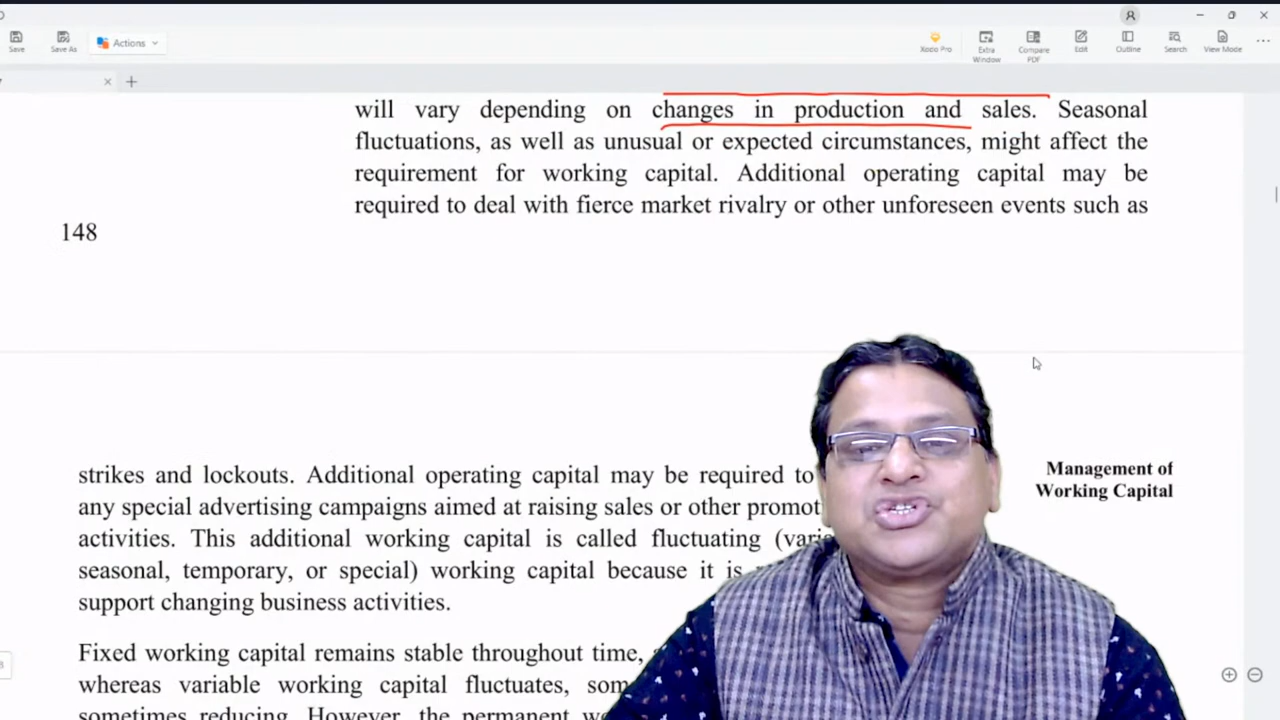 Save
Save As
Actions
Xodo Pro
Extra Window
Compare PDF
Edit
Outline
Search
View Mode
will vary depending on changes in production and sales. Seasonal
fluctuations, as well as unusual or expected circumstances, might affect the
requirement for working capital. Additional operating capital may be
required to deal with fierce market rivalry or other unforeseen events such as
148
strikes and lockouts. Additional operating capital may be required to
any special advertising campaigns aimed at raising sales or other
activities. This additional working capital is called fluctuating
seasonal, temporary, or special) working capital because it is
support changing business activities.
Management of
Working Capital
Fixed working capital remains stable throughout time,
whereas variable working capital fluctuates,
sometimes reducing. However, the permanent